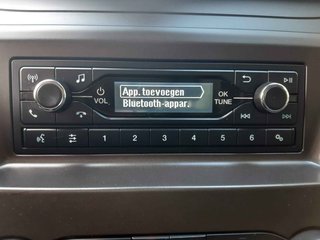 App. toevoegen
Bluetooth-appar.
VOL
OK
TUNE
1 2 3 4 5 6